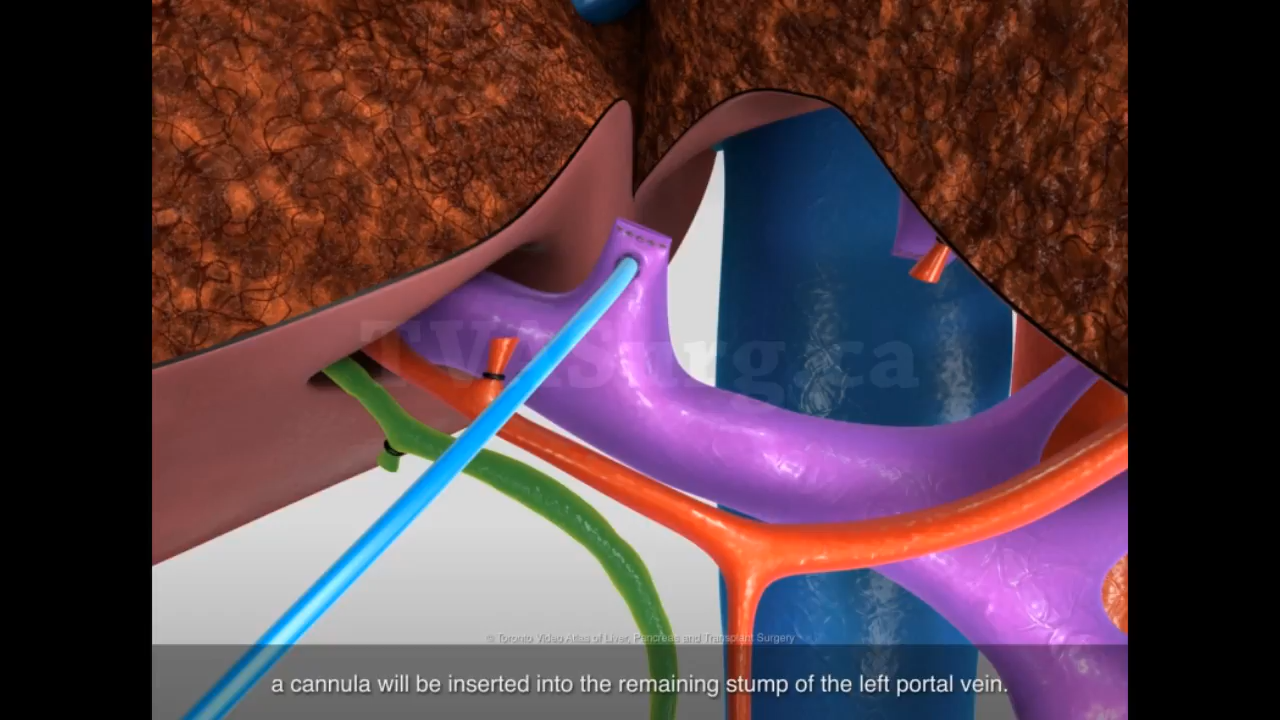 TVASurg.ca
© Toronto Video Atlas of Liver, Pancreas and Transplant Surgery
a cannula will be inserted into the remaining stump of the left portal vein.